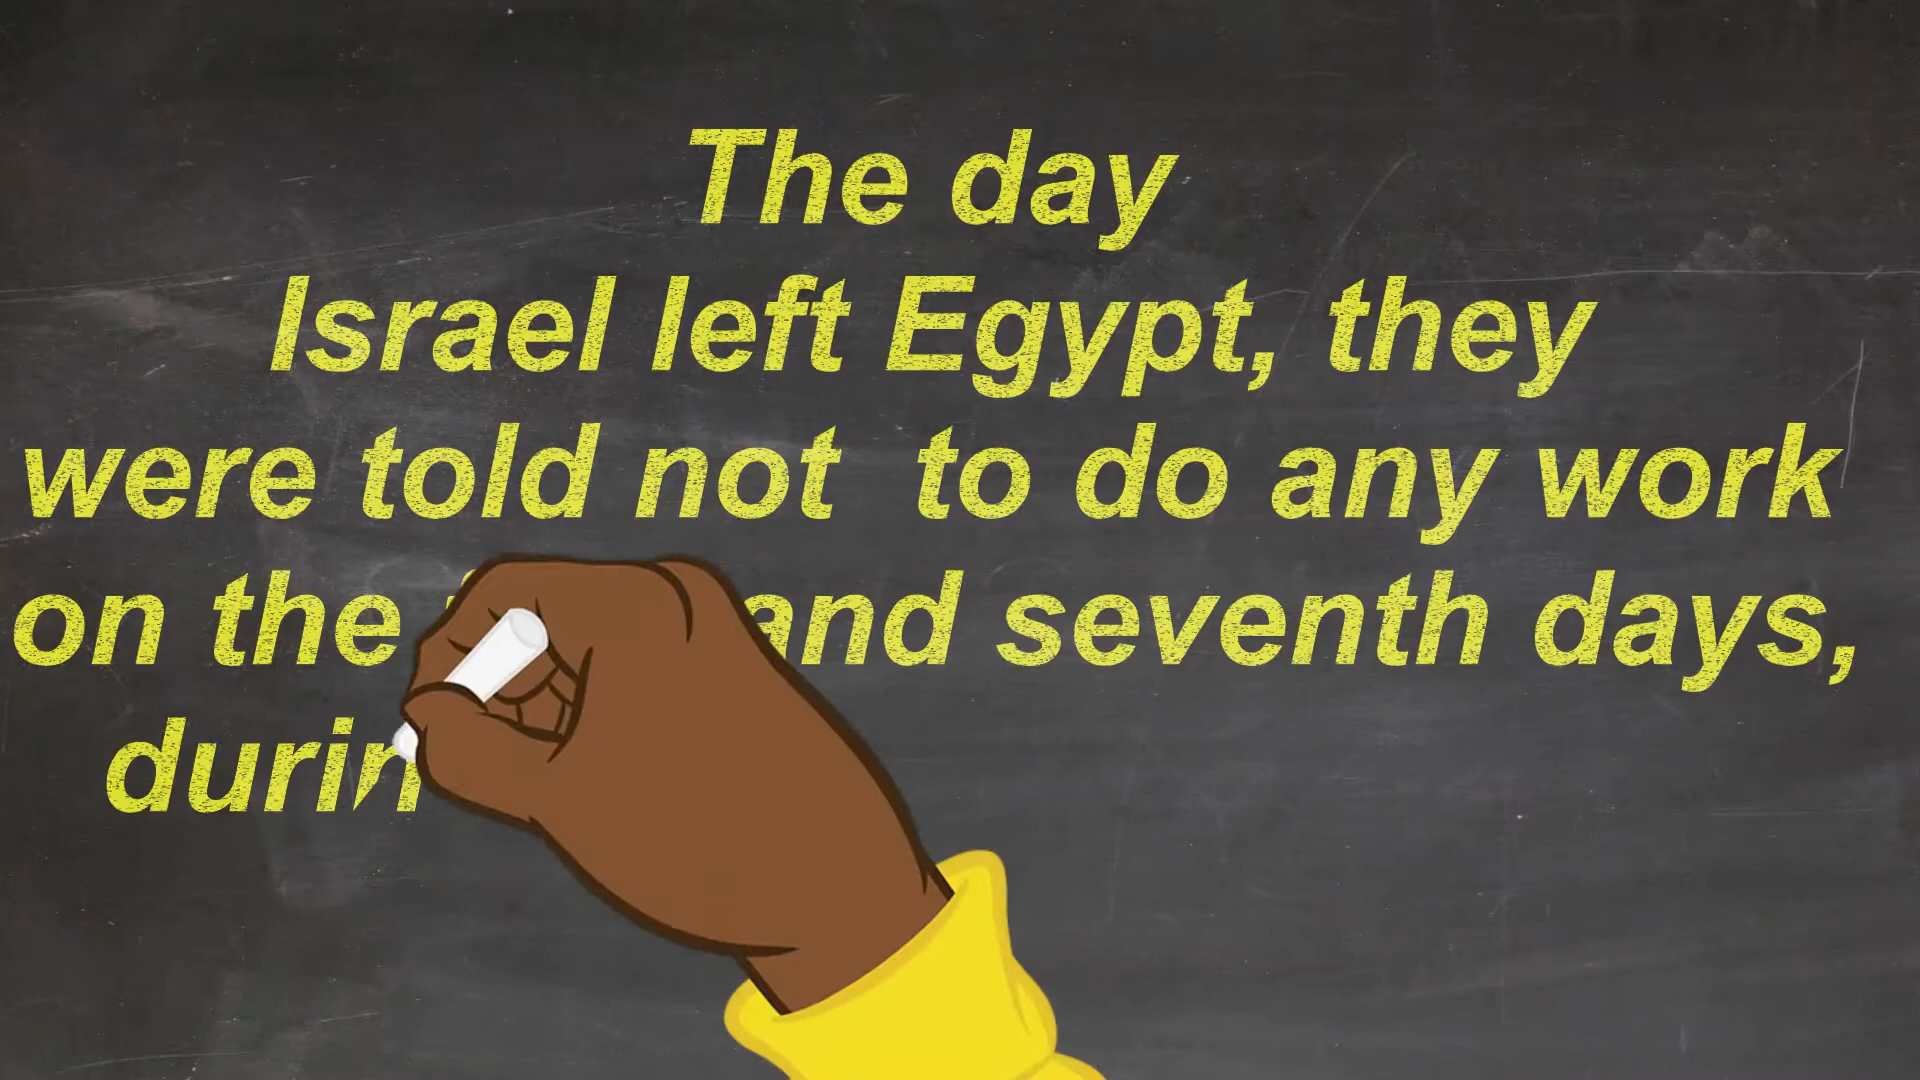 The day
Israel left Egypt, they
were told not  to do any work
on the and seventh days,
durin